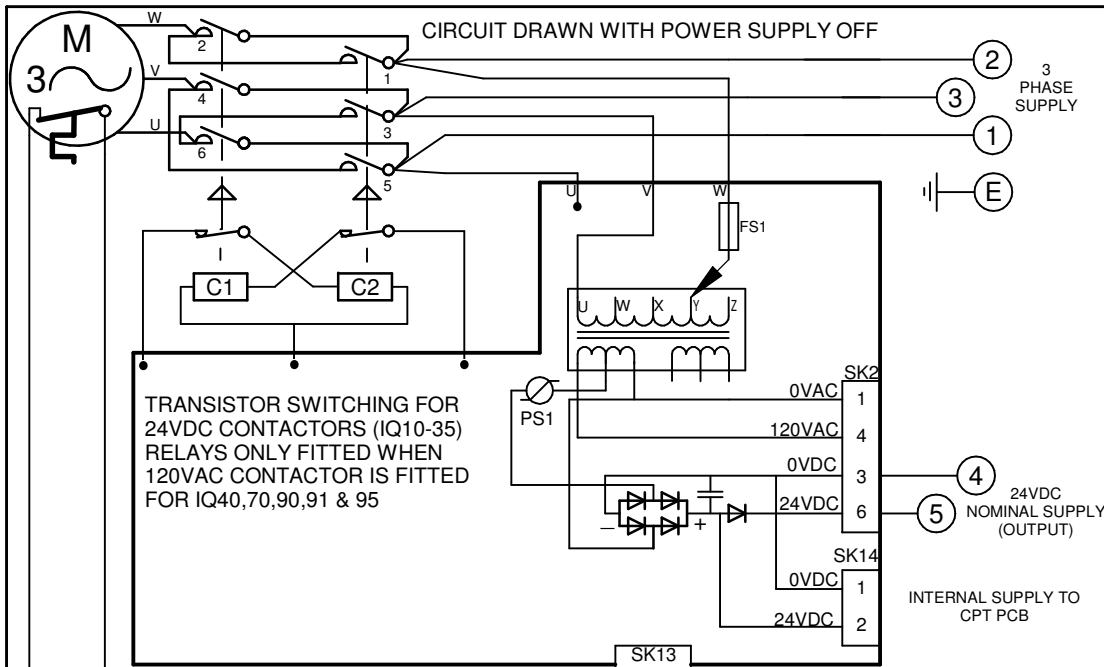 CIRCUIT DRAWN WITH POWER SUPPLY OFF
M
3
W
V
U
2
1
4
3
6
5
2
3
1
E
3
PHASE
SUPPLY
U
V
W
FS1
C1
C2
U W X Y Z
TRANSISTOR SWITCHING FOR
24VDC CONTACTORS (IQ10-35)
RELAYS ONLY FITTED WHEN
120VAC CONTACTOR IS FITTED
FOR IQ40,70,90,91 & 95
PS1
SK2
0VAC 1
120VAC 4
0VDC 3
24VDC 6
4
5
24VDC
NOMINAL SUPPLY
(OUTPUT)
− +
SK14
0VDC 1
24VDC 2
INTERNAL SUPPLY TO
CPT PCB
SK13